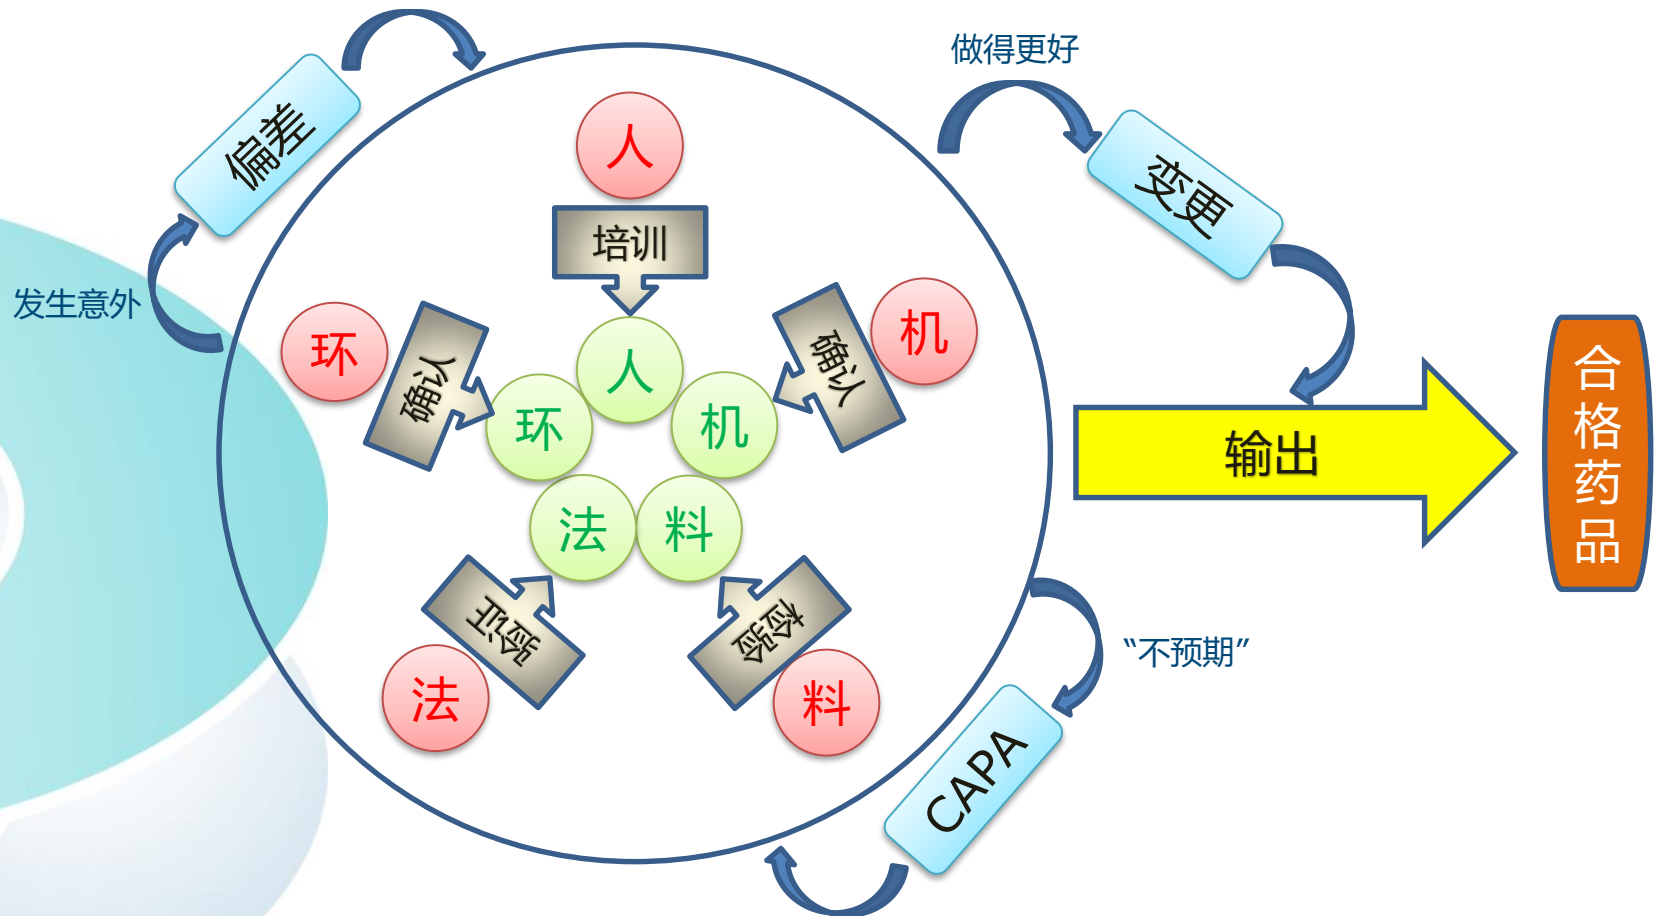 做得更好
偏差
变更
人
培训
发生意外
环
确认
机
确认
人
环
机
法
料
输出
合格药品
验证
检验
法
料
“不预期”
CAPA